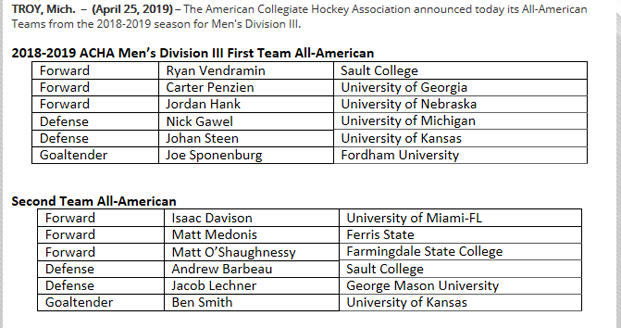 TROY, Mich. – (April 25, 2019) – The American Collegiate Hockey Association announced today its All-American
Teams from the 2018-2019 season for Men's Division III.
2018-2019 ACHA Men’s Division III First Team All-American
Forward Ryan Vendramin Sault College
Forward Carter Penzien University of Georgia
Forward Jordan Hank University of Nebraska
Defense Nick Gawel University of Michigan
Defense Johan Steen University of Kansas
Goaltender Joe Sponenburg Fordham University
Second Team All-American
Forward Isaac Davison University of Miami-FL
Forward Matt Medonis Ferris State
Forward Matt O’Shaughnessy Farmingdale State College
Defense Andrew Barbeau Sault College
Defense Jacob Lechner George Mason University
Goaltender Ben Smith University of Kansas